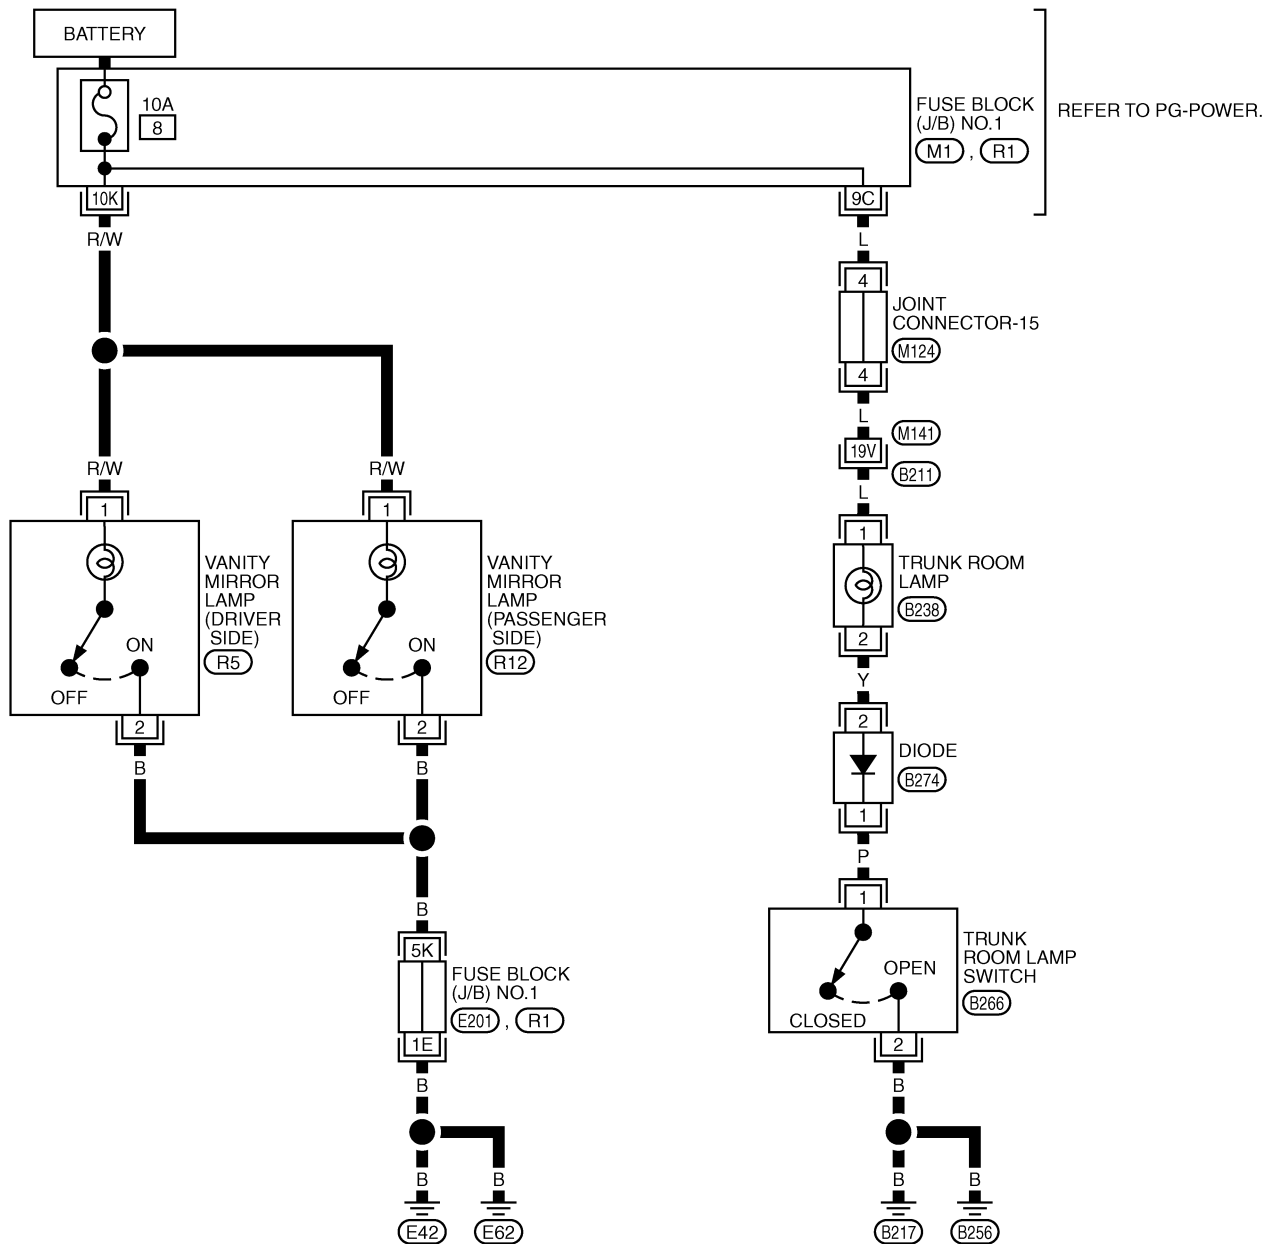 BATTERY
10A
8
FUSE BLOCK
(J/B) NO.1
M1 , R1
REFER TO PG-POWER.
10K
9C
R/W
L
4
JOINT
CONNECTOR-15
M124
4
L
M141
19V
B211
L
R/W
R/W
1
1
1
VANITY
MIRROR
LAMP
(DRIVER
SIDE)
R5
ON
OFF
VANITY
MIRROR
LAMP
(PASSENGER
SIDE)
R12
ON
OFF
TRUNK ROOM
LAMP
B238
2
Y
2
2
2
B
B
DIODE
B274
1
P
1
B
5K
FUSE BLOCK
(J/B) NO.1
E201 , R1
1E
TRUNK
ROOM LAMP
SWITCH
B266
OPEN
CLOSED
2
B
B
B
B
B
B
E42
E62
B217
B256